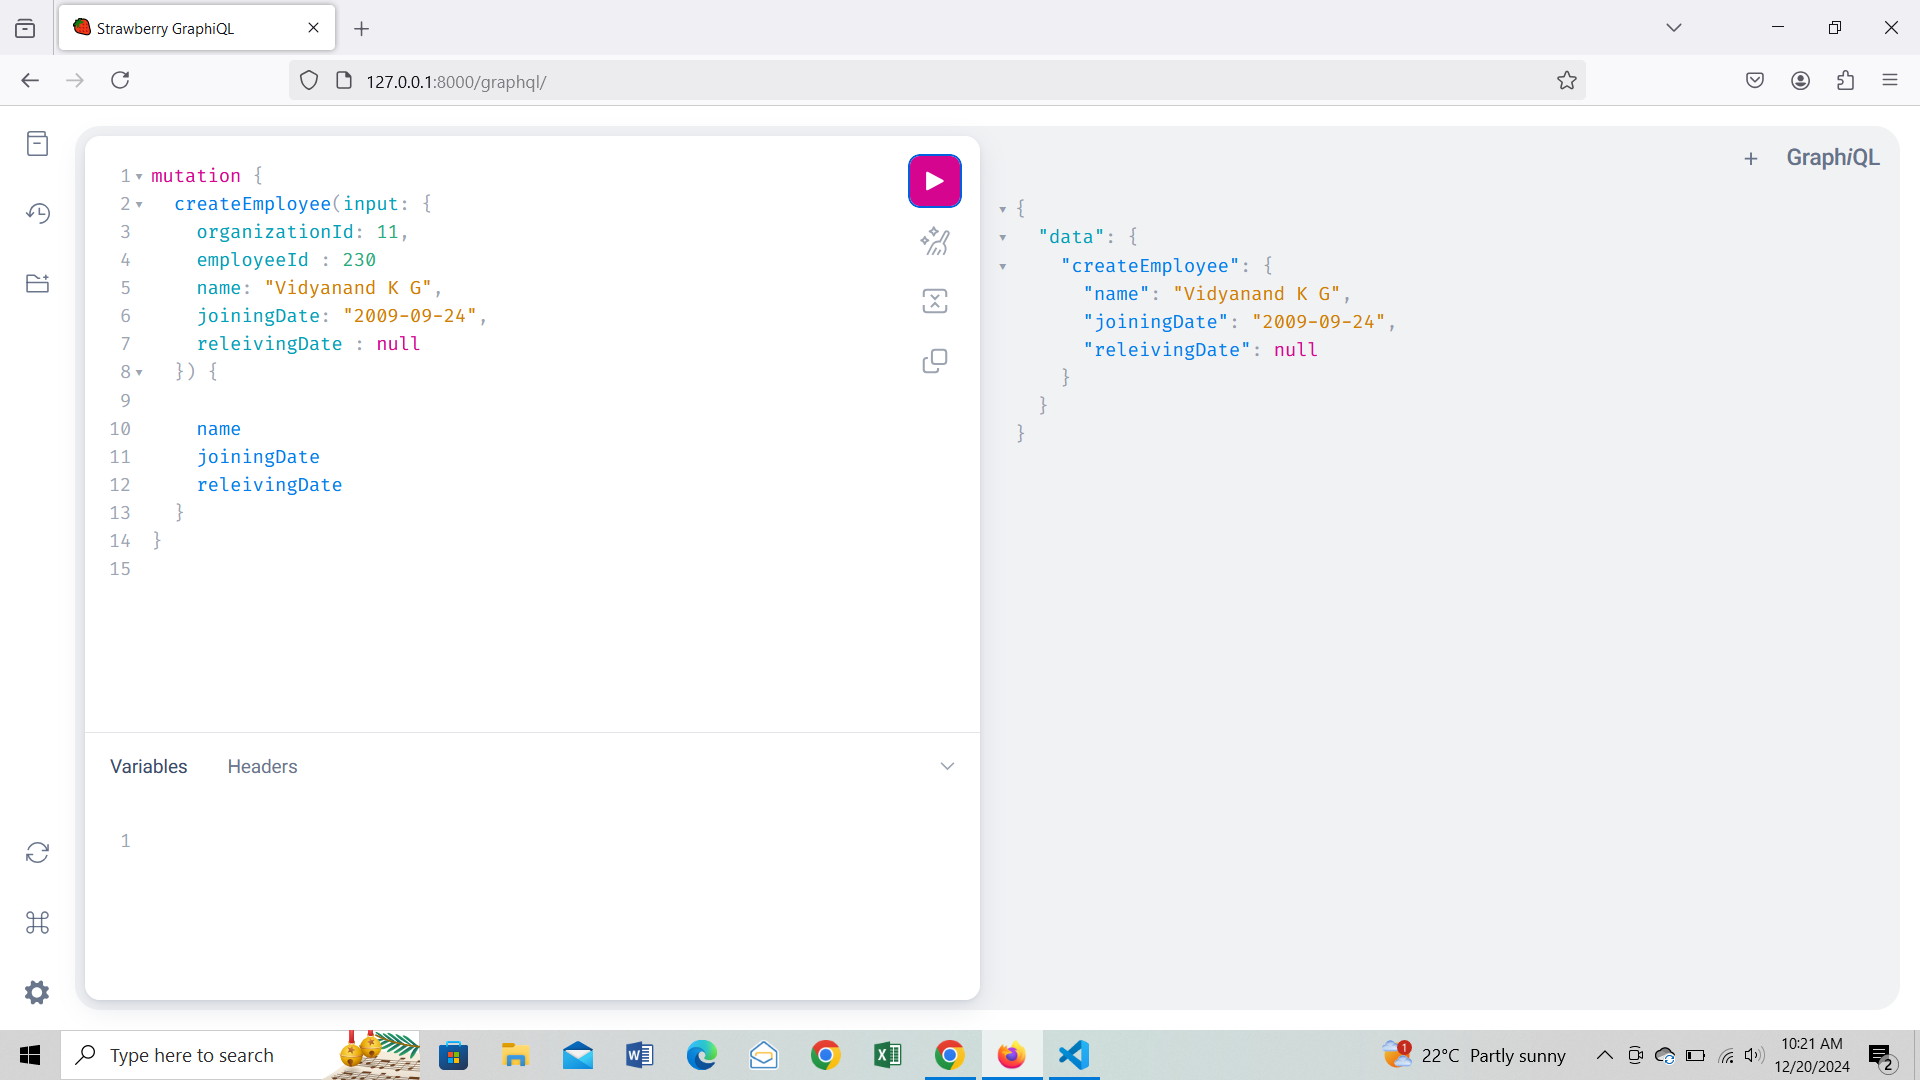 Strawberry GraphiQL
127.0.0.1:8000/graphql/
1 mutation {
2 createEmployee(input: {
3 organizationId: 11,
4 employeeId : 230
5 name: "Vidyanand K G",
6 joiningDate: "2009-09-24",
7 releivingDate : null
8 }) {
9
10 name
11 joiningDate
12 releivingDate
13 }
14 }
15
Variables Headers
1
+ GraphiQL
{
"data": {
"createEmployee": {
"name": "Vidyanand K G",
"joiningDate": "2009-09-24",
"releivingDate": null
}
}
}
Type here to search
1
22°C Partly sunny
10:21 AM
12/20/2024
2